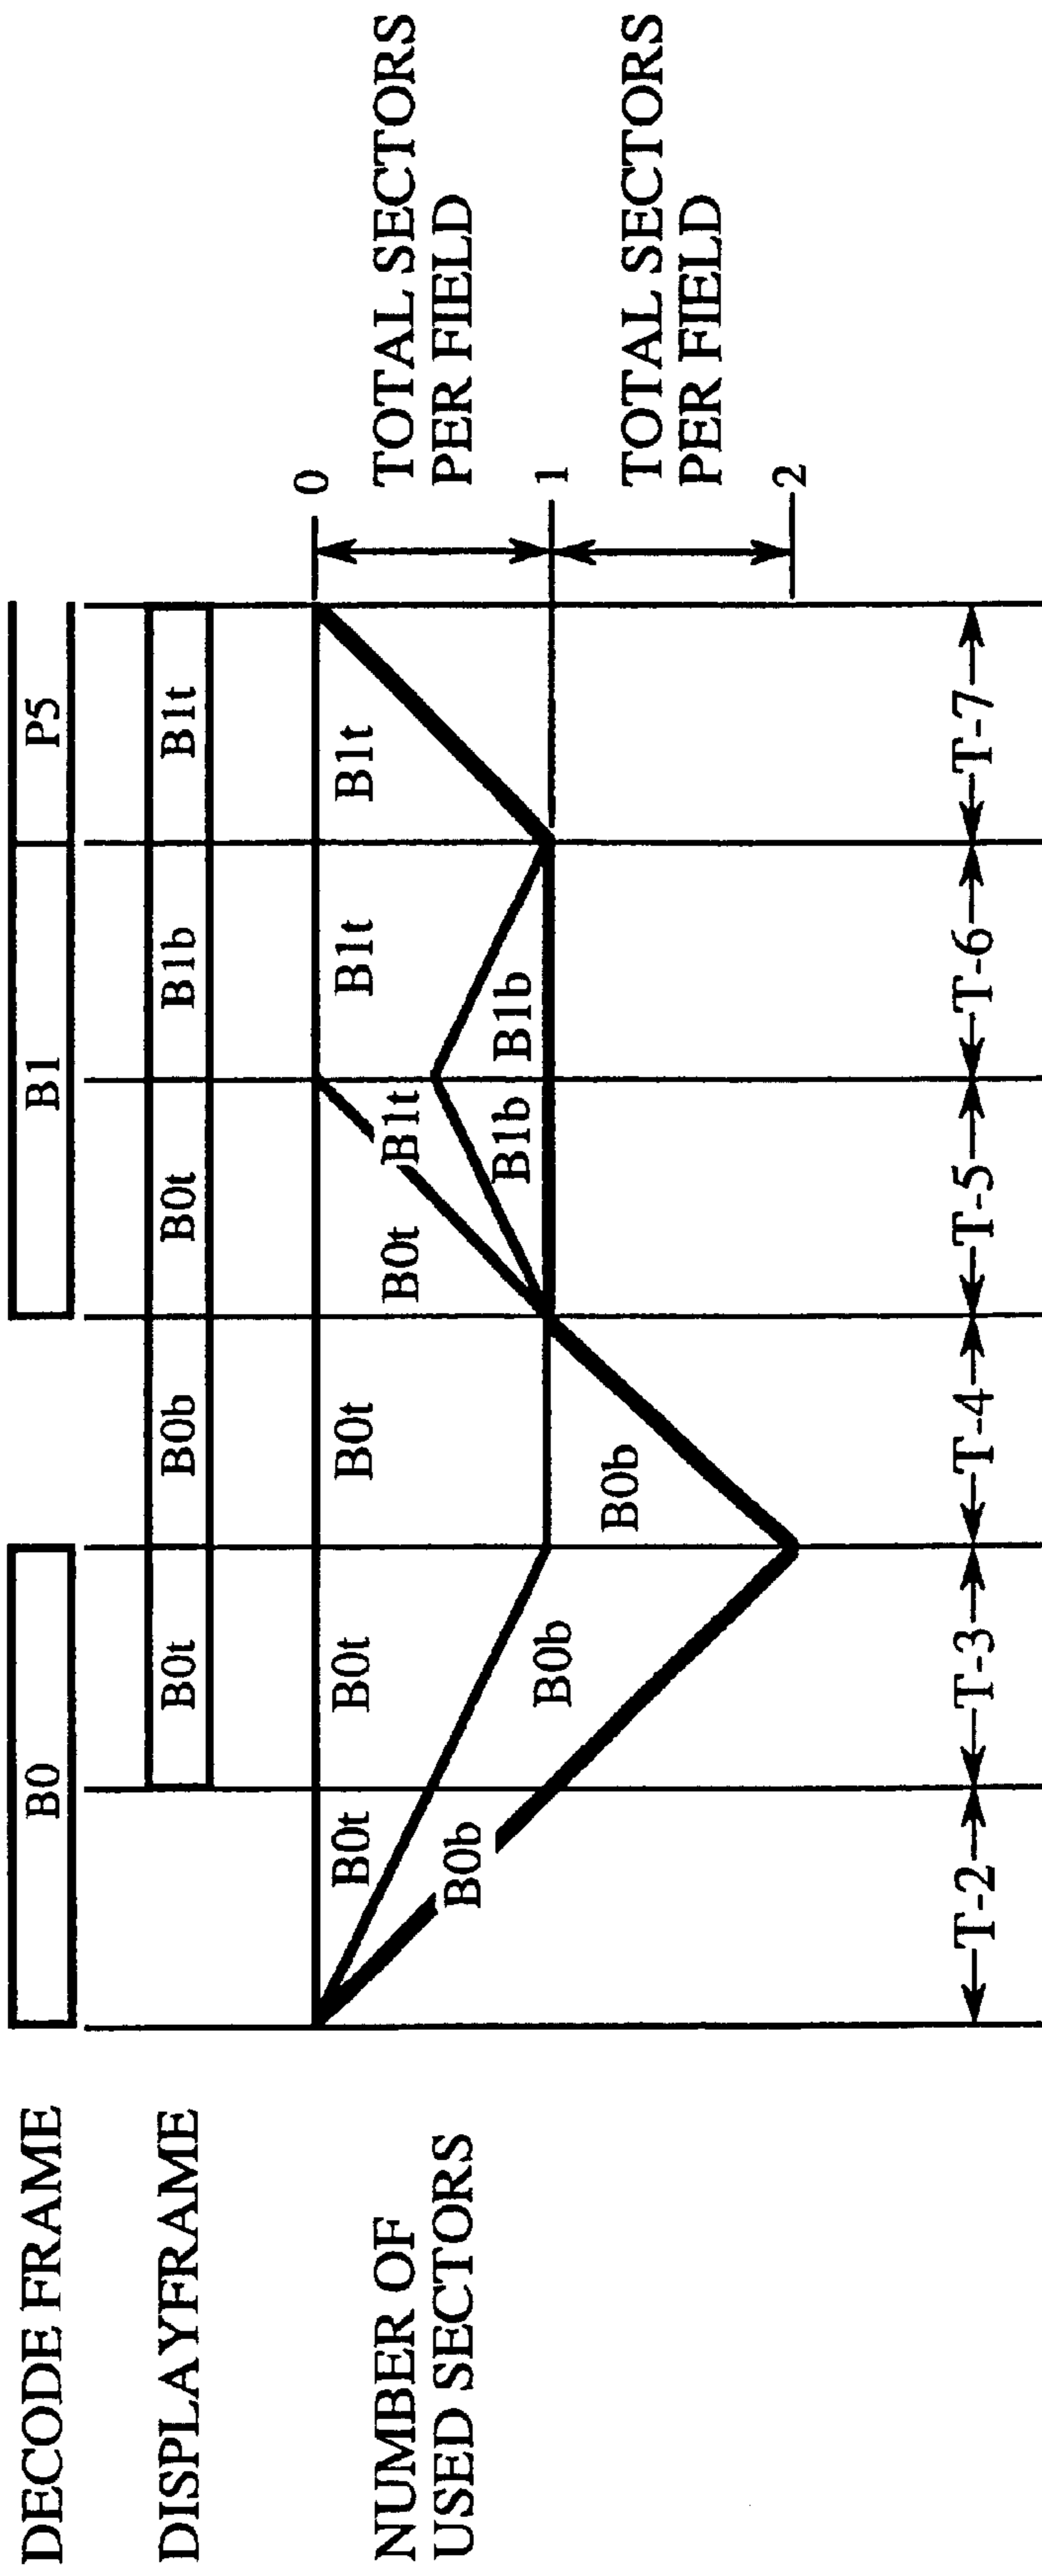 DECODE FRAME
B0
B1
P5
DISPLAYFRAME
B0t
B0b
B0t
B1b
B1t
NUMBER OF
USED SECTORS
B0t
B0t
B0t
B0t
B1t
B1t
B1t
B0b
B0b
B0b
B1b
B1b
0
TOTAL SECTORS
PER FIELD
1
TOTAL SECTORS
PER FIELD
2
T-2
T-3
T-4
T-5
T-6
T-7